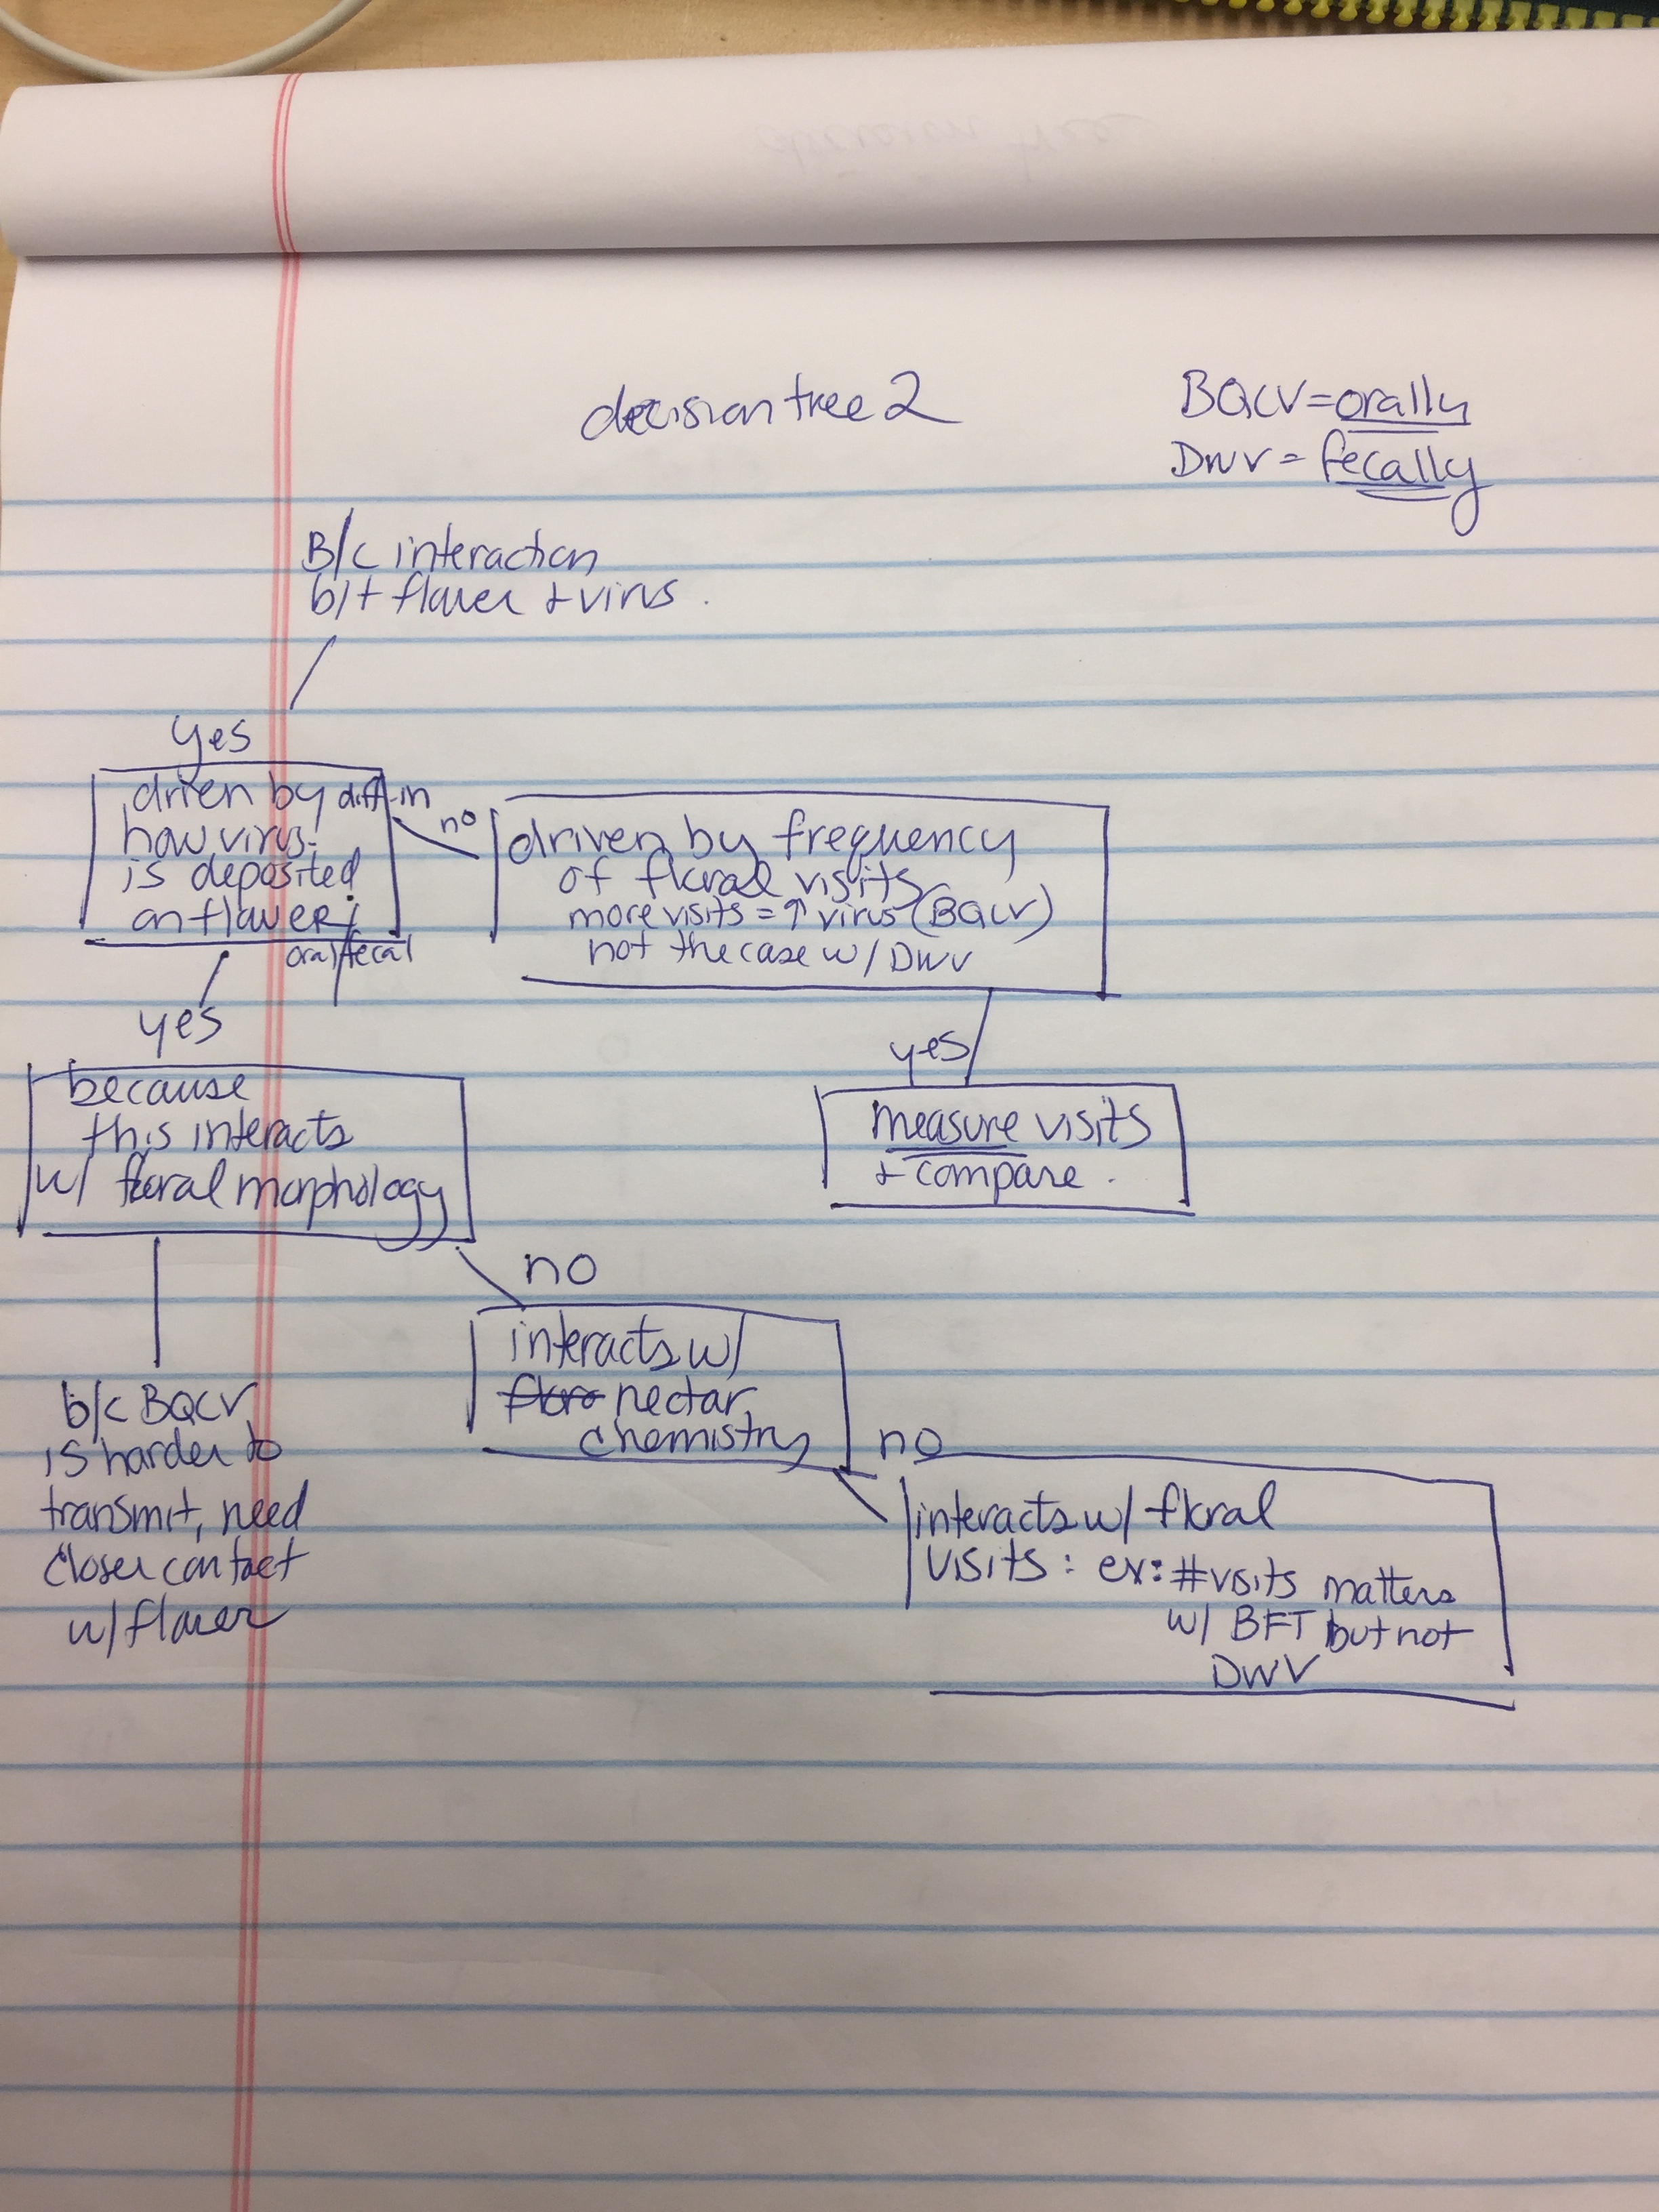 decision tree 2
BQCV = orally
DWV = fecally
B/c interaction
b/t flower + virus.
yes
driven by diff in
how virus
is deposited
on flower
oral/fecal
no
driven by frequency
of floral visits
more visits = ↑ virus (BQCV)
not the case w/ DWV
yes
measure visits
+ compare.
yes
because
this interacts
w/ floral morphology
no
b/c BQCV
is harder to
transmit, need
closer contact
w/ flower
interacts w/
floro nectar
chemistry
no
interacts w/ floral
visits: ex: # visits matters
w/ BFT but not
DWV